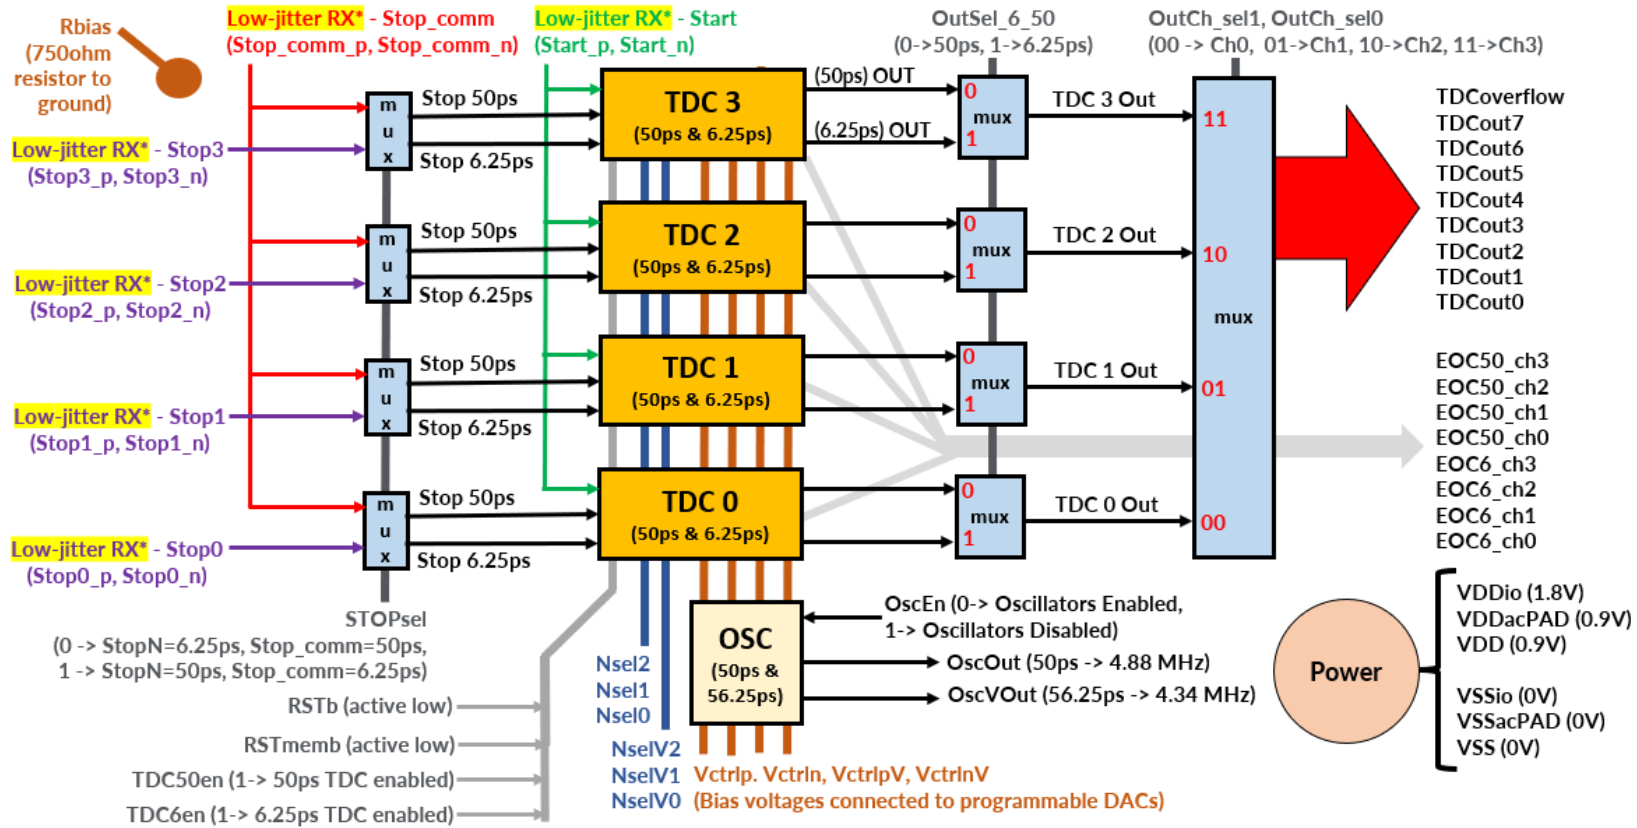 Rbias
(750ohm
resistor to
ground)
Low-jitter RX* - Stop_comm
(Stop_comm_p, Stop_comm_n)
Low-jitter RX* - Start
(Start_p, Start_n)
OutSel_6_50
(0->50ps, 1->6.25ps)
OutCh_sel1, OutCh_sel0
(00 -> Ch0, 01->Ch1, 10->Ch2, 11->Ch3)
Low-jitter RX* - Stop3
(Stop3_p, Stop3_n)
m
u
x
Stop 50ps
Stop 6.25ps
TDC 3
(50ps & 6.25ps)
(50ps) OUT
(6.25ps) OUT
0
mux
1
TDC 3 Out
11
Low-jitter RX* - Stop2
(Stop2_p, Stop2_n)
m
u
x
Stop 50ps
Stop 6.25ps
TDC 2
(50ps & 6.25ps)
0
mux
1
TDC 2 Out
10
mux
Low-jitter RX* - Stop1
(Stop1_p, Stop1_n)
m
u
x
Stop 50ps
Stop 6.25ps
TDC 1
(50ps & 6.25ps)
0
mux
1
TDC 1 Out
01
Low-jitter RX* - Stop0
(Stop0_p, Stop0_n)
m
u
x
Stop 50ps
Stop 6.25ps
TDC 0
(50ps & 6.25ps)
0
mux
1
TDC 0 Out
00
TDCoverflow
TDCout7
TDCout6
TDCout5
TDCout4
TDCout3
TDCout2
TDCout1
TDCout0
EOC50_ch3
EOC50_ch2
EOC50_ch1
EOC50_ch0
EOC6_ch3
EOC6_ch2
EOC6_ch1
EOC6_ch0
STOPsel
(0 -> StopN=6.25ps, Stop_comm=50ps,
1 -> StopN=50ps, Stop_comm=6.25ps)
RSTb (active low)
RSTmemb (active low)
TDC50en (1-> 50ps TDC enabled)
TDC6en (1-> 6.25ps TDC enabled)
Nsel2
Nsel1
Nsel0
NselV2
NselV1
NselV0
OSC
(50ps &
56.25ps)
OscEn (0-> Oscillators Enabled,
1-> Oscillators Disabled)
OscOut (50ps -> 4.88 MHz)
OscVOut (56.25ps -> 4.34 MHz)
Vctrlp. Vctrln, VctrlpV, VctrlnV
(Bias voltages connected to programmable DACs)
Power
VDDio (1.8V)
VDDacPAD (0.9V)
VDD (0.9V)
VSSio (0V)
VSSacPAD (0V)
VSS (0V)